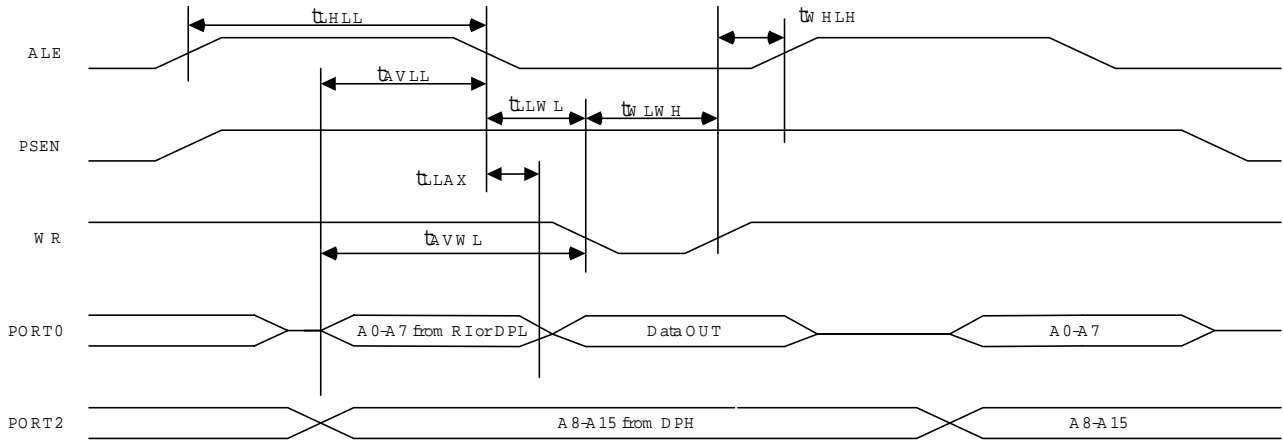 tLHLL tWHLH
ALE
tAVLL
tLLWL tWLWH
PSEN
tLLAX
WR
tAVWL
PORT0 A0-A7 from RI or DPL Data OUT A0-A7
PORT2 A8-A15 from DPH A8-A15